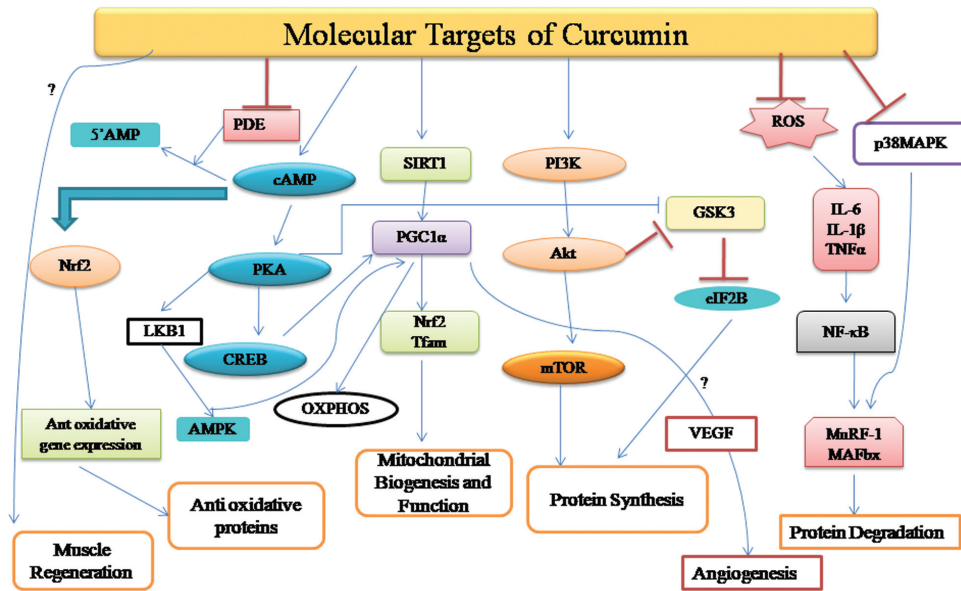 Molecular Targets of Curcumin
?
5'AMP
PDE
ROS
p38MAPK
cAMP
SIRT1
PI3K
GSK3
IL-6
IL-1β
TNFα
Nrf2
PKA
PGC1α
Akt
eIF2B
LKB1
CREB
Nrf2
Tfam
NF-κB
mTOR
?
OXPHOS
AMPK
Ant oxidative
gene expression
VEGF
MuRF-1
MAFbx
Mitochondrial
Biogenesis and
Function
Protein Synthesis
Anti oxidative
proteins
Protein Degradation
Muscle
Regeneration
Angiogenesis